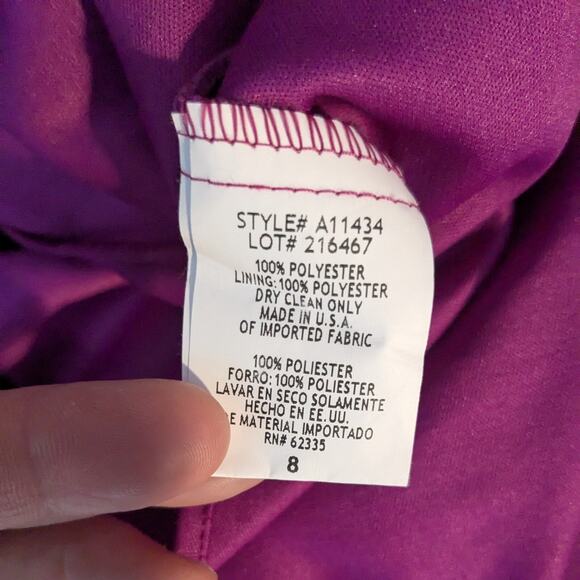 STYLE# A11434
LOT# 216467
100% POLYESTER
LINING: 100% POLYESTER
DRY CLEAN ONLY
MADE IN U.S.A.
OF IMPORTED FABRIC
100% POLIESTER
FORRO: 100% POLIESTER
LAVAR EN SECO SOLAMENTE
HECHO EN EE. UU.
E MATERIAL IMPORTADO
RN# 62335
8